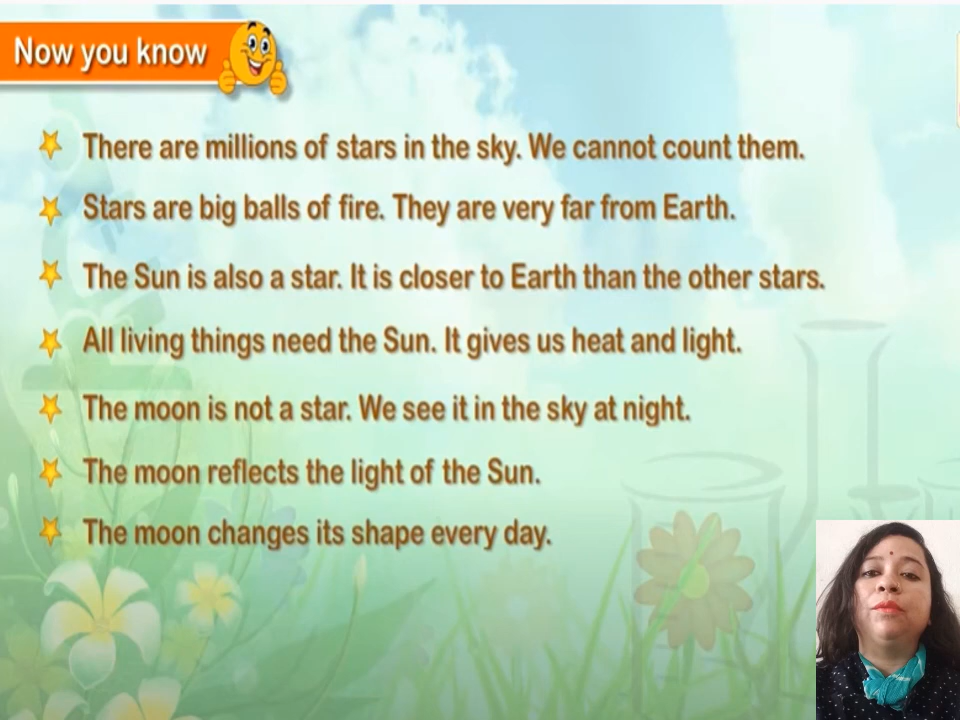 Now you know
There are millions of stars in the sky. We cannot count them.
Stars are big balls of fire. They are very far from Earth.
The Sun is also a star. It is closer to Earth than the other stars.
All living things need the Sun. It gives us heat and light.
The moon is not a star. We see it in the sky at night.
The moon reflects the light of the Sun.
The moon changes its shape every day.